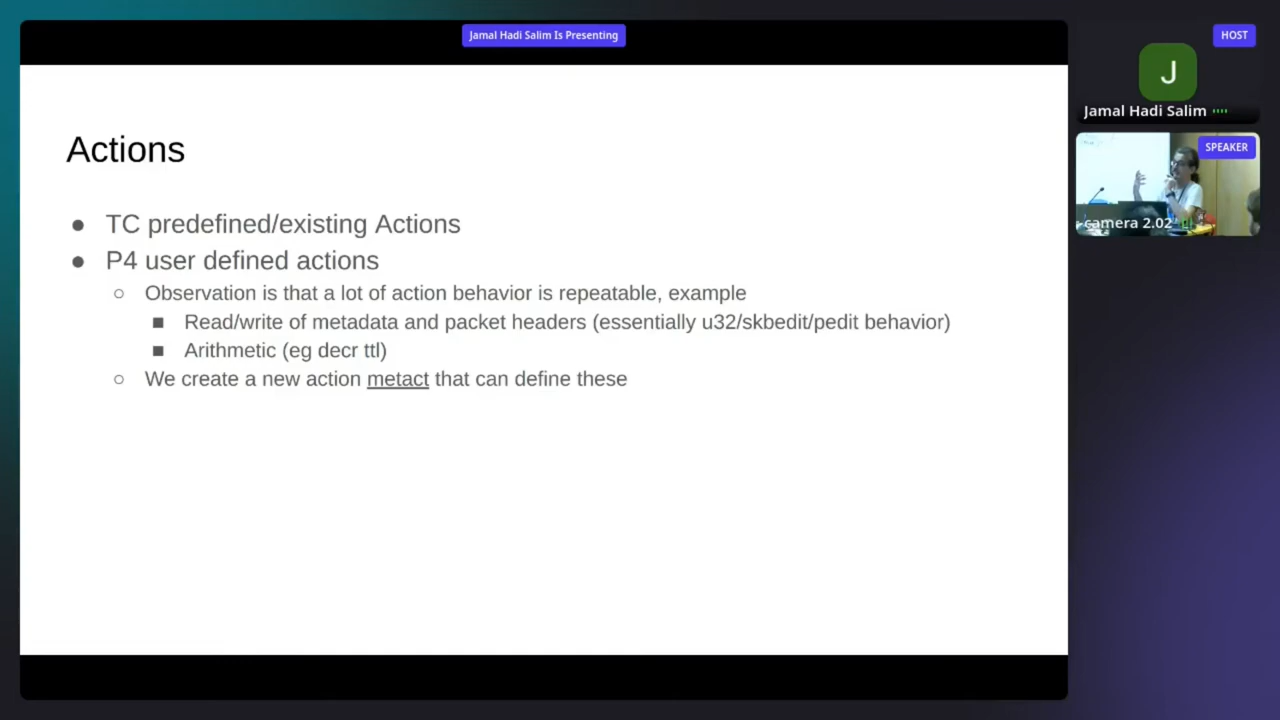 Jamal Hadi Salim Is Presenting
HOST
J
Jamal Hadi Salim
SPEAKER
camera 2.02
Actions
● TC predefined/existing Actions
● P4 user defined actions
○ Observation is that a lot of action behavior is repeatable, example
■ Read/write of metadata and packet headers (essentially u32/skbedit/pedit behavior)
■ Arithmetic (eg decr ttl)
○ We create a new action metact that can define these